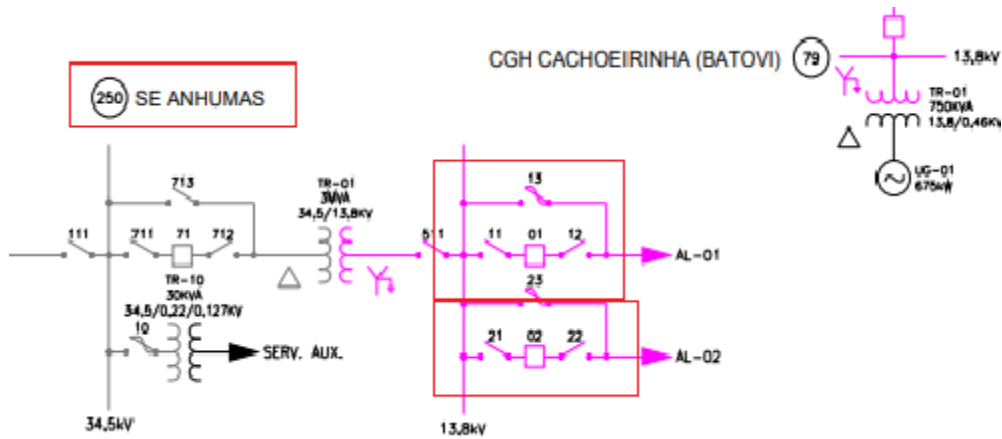 CGH CACHOEIRINHA (BATOVI) 79
13,8kV
TR-01
750KVA
13,8/0,46KV
UG-01
675kW
250 SE ANHUMAS
713
TR-01
3MVA
34,5/13,8KV
13
111
711
71
712
511
11
01
12
AL-01
TR-10
30KVA
34,5/0,22/0,127KV
10
SERV. AUX.
23
21
02
22
AL-02
34,5kV
13,8kV